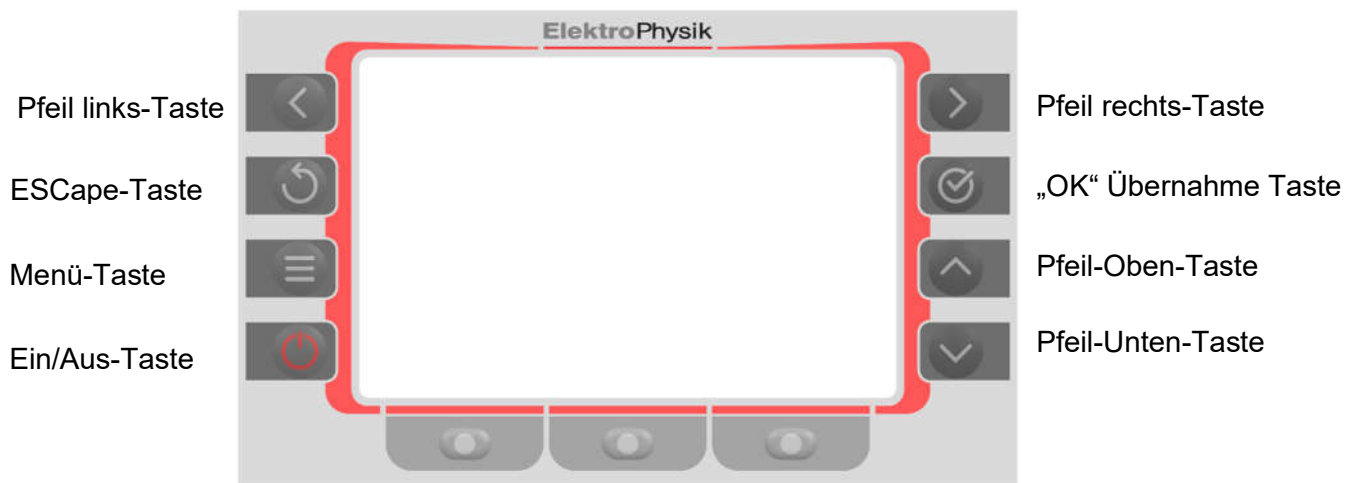 ElektroPhysik
Pfeil links-Taste
Pfeil rechts-Taste
ESCape-Taste
„OK“ Übernahme Taste
Menü-Taste
Pfeil-Oben-Taste
Ein/Aus-Taste
Pfeil-Unten-Taste